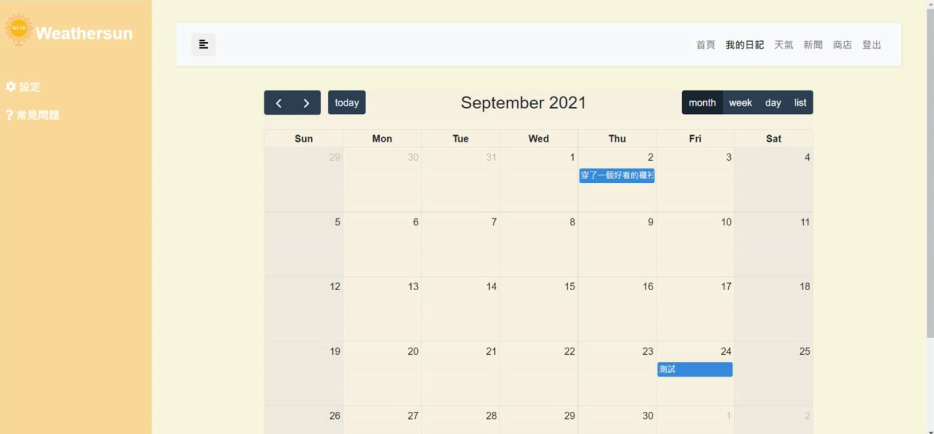 Weathersun
設定
? 常見問題
首頁 我的日記 天氣 新聞 商店 登出
today
September 2021
month week day list
Sun Mon Tue Wed Thu Fri Sat
29 30 31 1 2 3 4
穿了一個好看的襯衫
5 6 7 8 9 10 11
12 13 14 15 16 17 18
19 20 21 22 23 24 25
測試
26 27 28 29 30 1 2